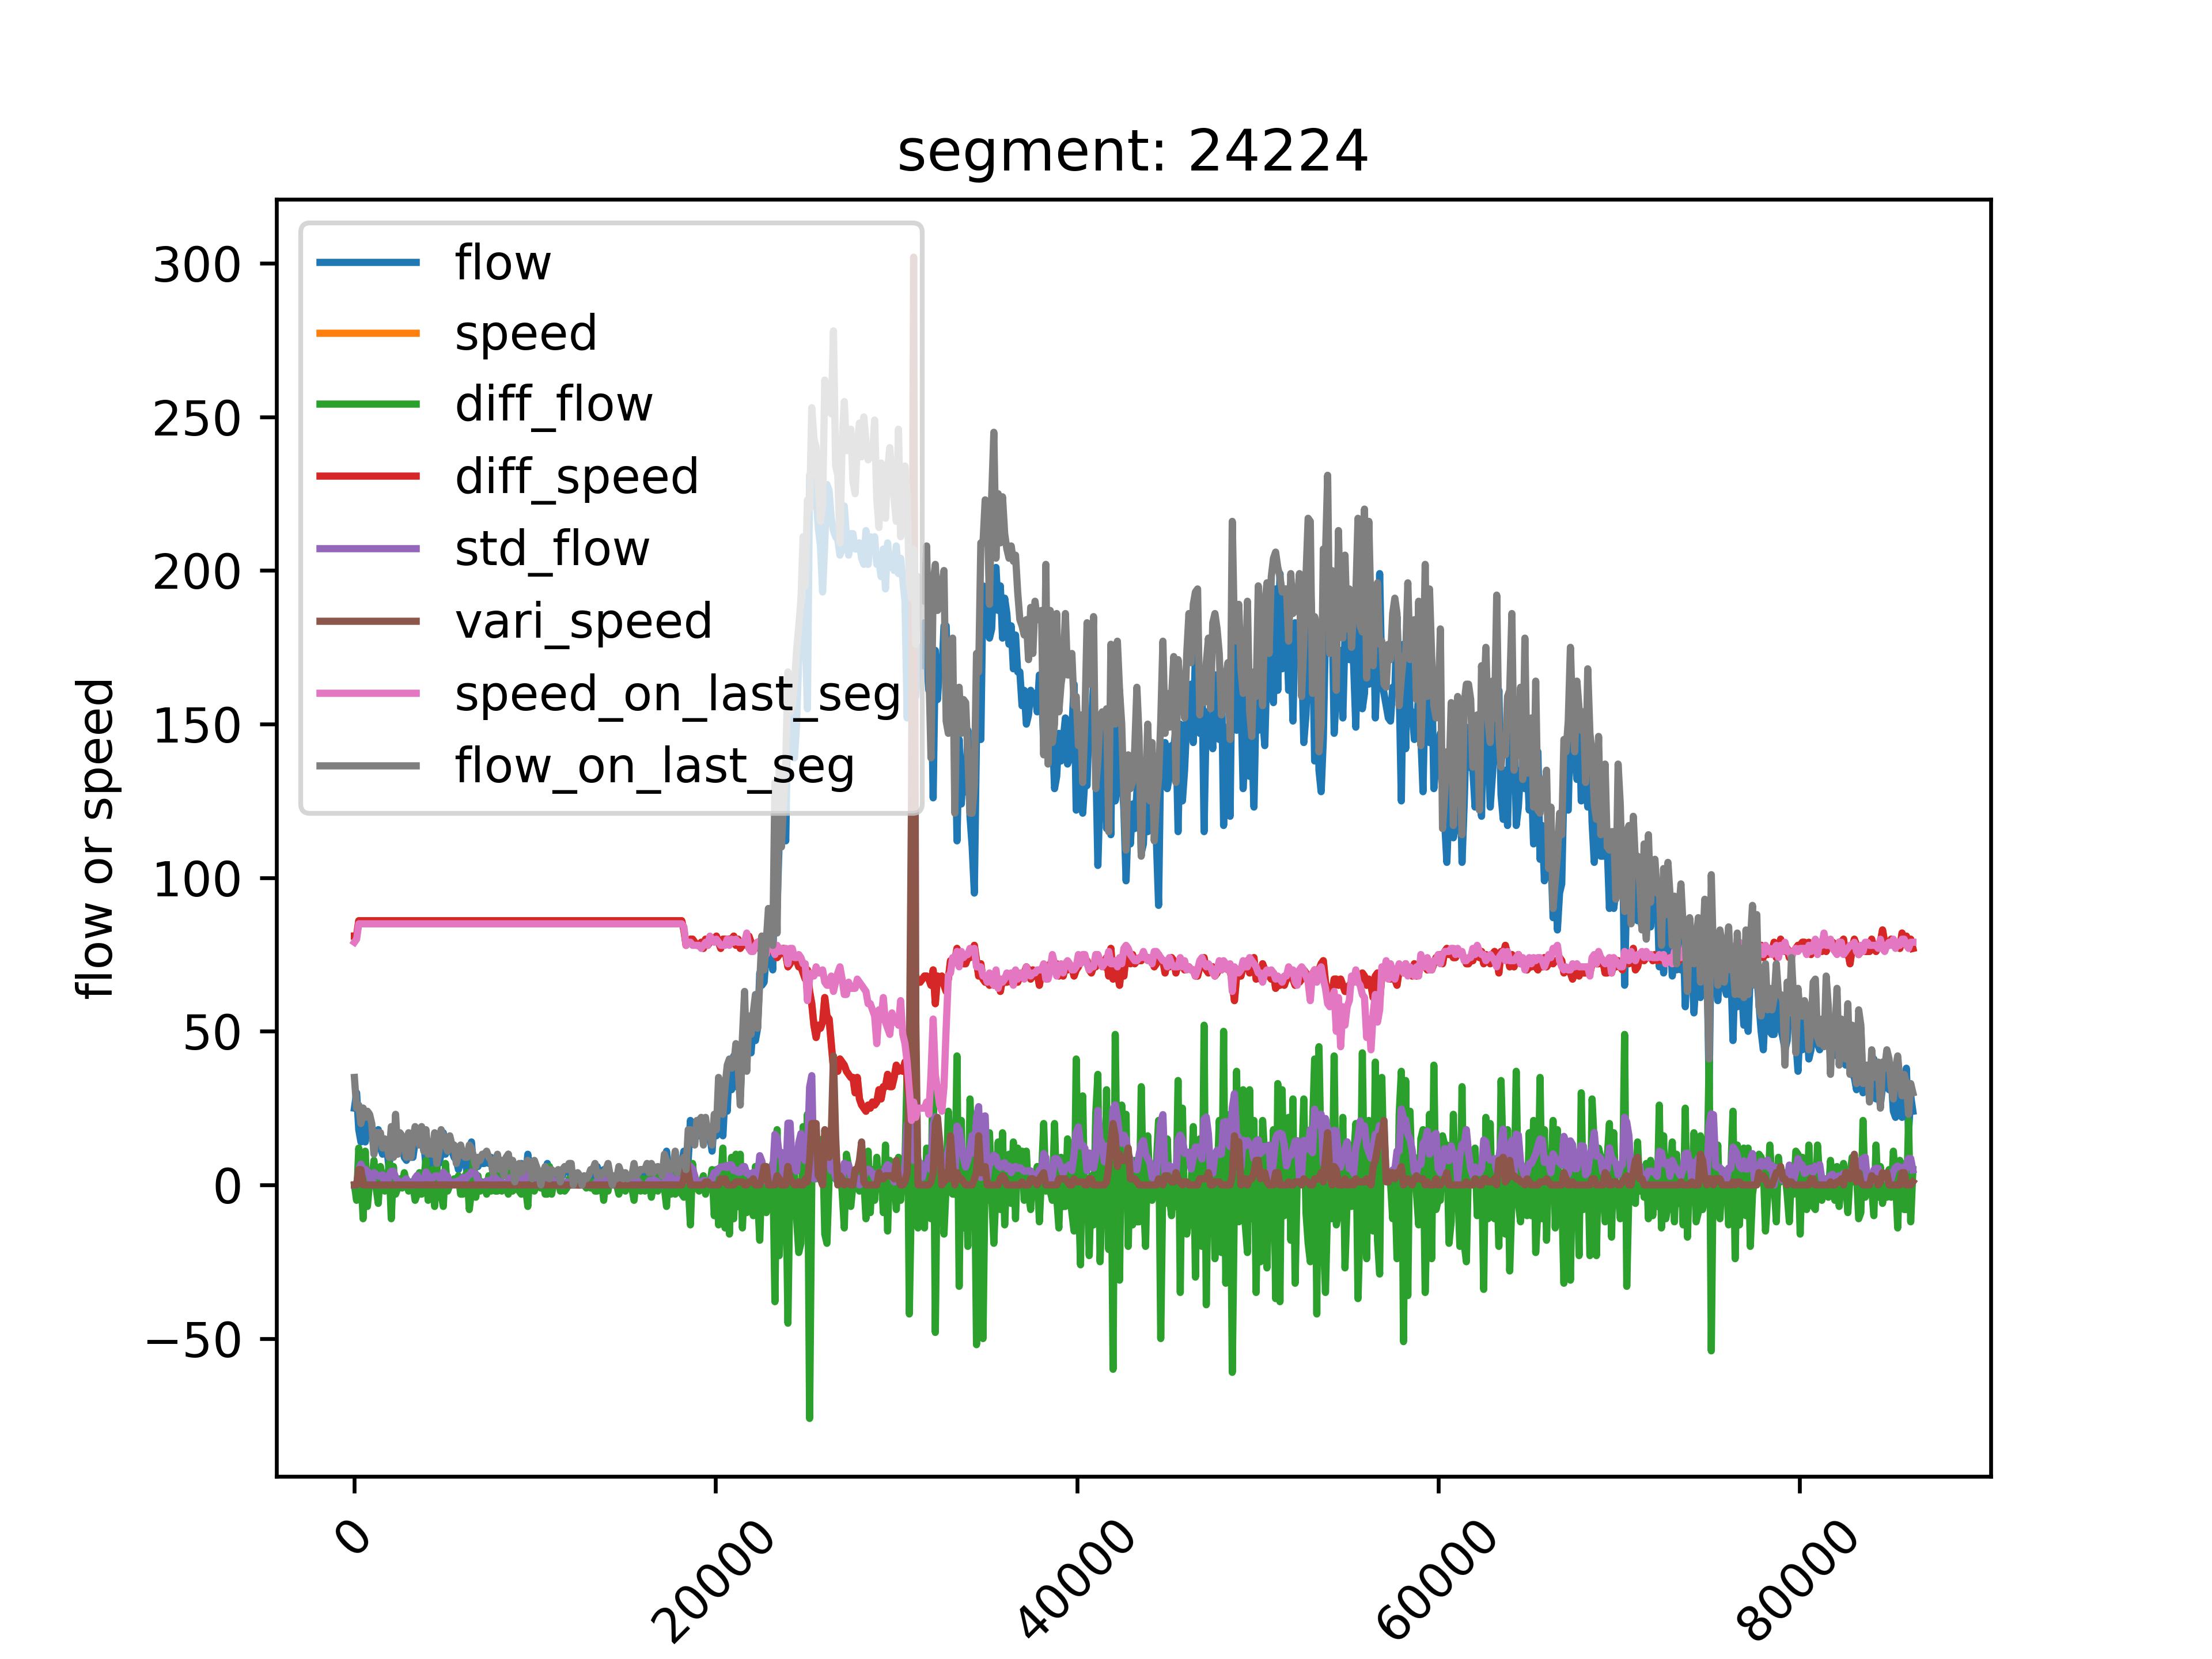 segment: 24224
300
250
200
150
100
50
0
−50
flow or speed
flow
speed
diff_flow
diff_speed
std_flow
vari_speed
speed_on_last_seg
flow_on_last_seg
0
20000
40000
60000
80000